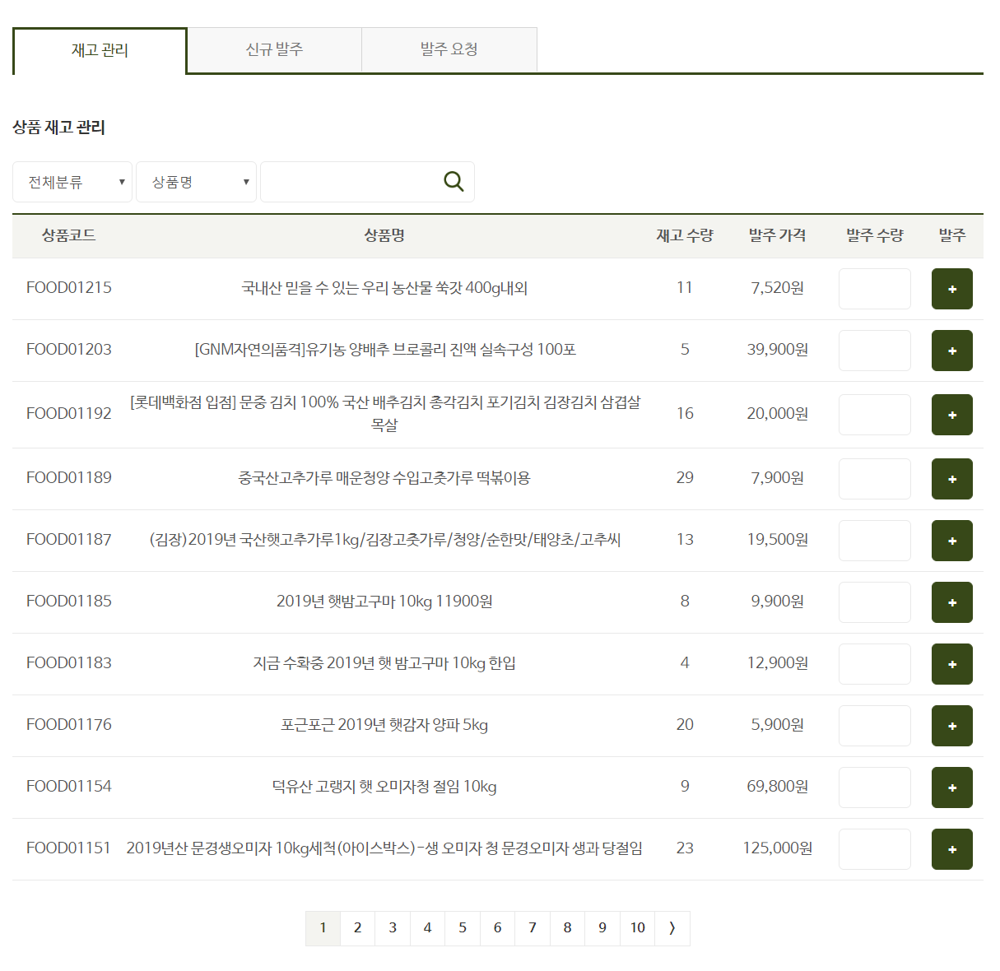 재고 관리 신규 발주 발주 요청
상품 재고 관리
전체분류 ▼ 상품명 ▼
상품코드 상품명 재고 수량 발주 가격 발주 수량 발주
FOOD01215 국내산 믿을 수 있는 우리 농산물 쑥갓 400g내외 11 7,520원 +
FOOD01203 [GNM자연의품격]유기농 양배추 브로콜리 진액 실속구성 100포 5 39,900원 +
FOOD01192 [롯데백화점 입점] 문중 김치 100% 국산 배추김치 총각김치 포기김치 김장김치 삼겹살 16 20,000원 +
목살
FOOD01189 중국산고추가루 매운청양 수입고춧가루 떡볶이용 29 7,900원 +
FOOD01187 (김장)2019년 국산햇고추가루1kg/김장고춧가루/청양/순한맛/태양초/고추씨 13 19,500원 +
FOOD01185 2019년 햇밤고구마 10kg 11900원 8 9,900원 +
FOOD01183 지금 수확중 2019년 햇 밤고구마 10kg 한입 4 12,900원 +
FOOD01176 포근포근 2019년 햇감자 양파 5kg 20 5,900원 +
FOOD01154 덕유산 고랭지 햇 오미자청 절임 10kg 9 69,800원 +
FOOD01151 2019년산 문경생오미자 10kg세척(아이스박스)-생 오미자 청 문경오미자 생과 당절임 23 125,000원 +
1 2 3 4 5 6 7 8 9 10 〉